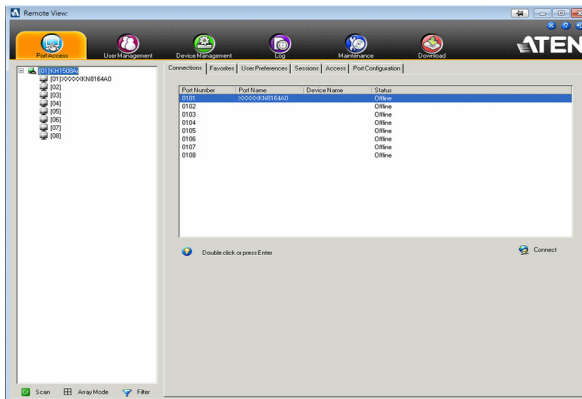 Remote View:
ATEN
Port Access User Management Device Management Log Maintenance Download
[01]KH1508Ai
[01]XXXXXKN8164A0
[02]
[03]
[04]
[05]
[06]
[07]
[08]
Connections Favorites User Preferences Sessions Access Port Configuration
Port Number Port Name Device Name Status
0101 XXXXXKN8164A0 Offline
0102 Offline
0103 Offline
0104 Offline
0105 Offline
0106 Offline
0107 Offline
0108 Offline
Double click or press Enter
Connect
Scan Array Mode Filter